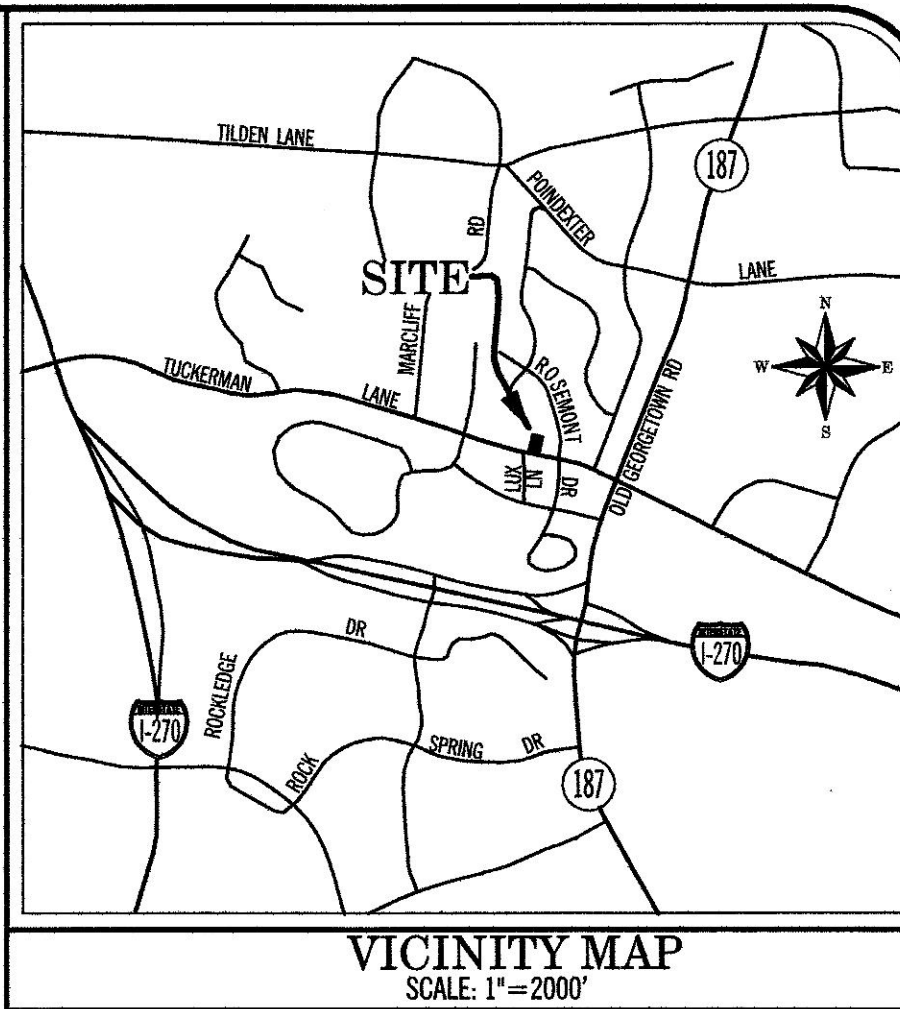 TILDEN LANE
187
POINDEXTER
RD
LANE
SITE
MARCLIFF
N
W E
S
TUCKERMAN
LANE
ROSEMONT
OLD GEORGETOWN RD
LUX
LN
DR
DR
I-270
ROCKLEDGE
I-270
ROCK
SPRING
DR
187
VICINITY MAP
SCALE: 1"=2000'